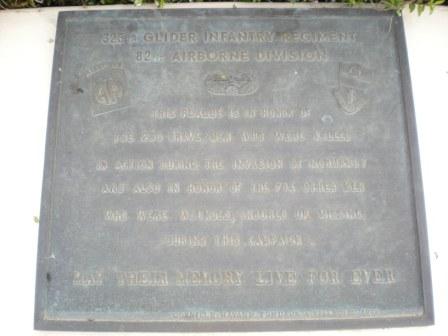 325TH GLIDER INFANTRY REGIMENT
82ND AIRBORNE DIVISION
THIS PLAQUE IS IN HONOR OF
THE BRAVE MEN WHO WERE KILLED
IN ACTION DURING THE INVASION OF NORMANDY
AND ALSO IN HONOR OF THE OTHER MEN
WHO WERE WOUNDED, INJURED OR MISSING
DURING THIS CAMPAIGN
MAY THEIR MEMORY LIVE FOR EVER